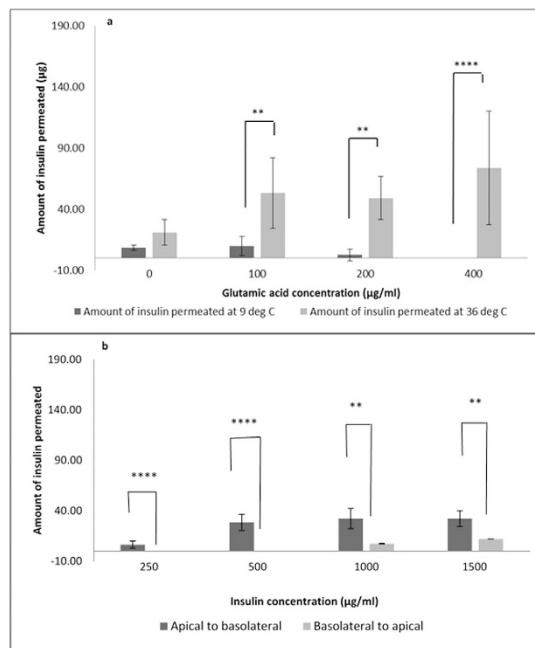 a
190.00
140.00
90.00
40.00
-10.00
Amount of insulin permeated (µg)
**
**
****
0 100 200 400
Glutamic acid concentration (µg/ml)
Amount of insulin permeated at 9 deg C Amount of insulin permeated at 36 deg C
b
190.00
140.00
90.00
40.00
-10.00
Amount of insulin permeated
****
****
**
**
250 500 1000 1500
Insulin concentration (µg/ml)
Apical to basolateral Basolateral to apical